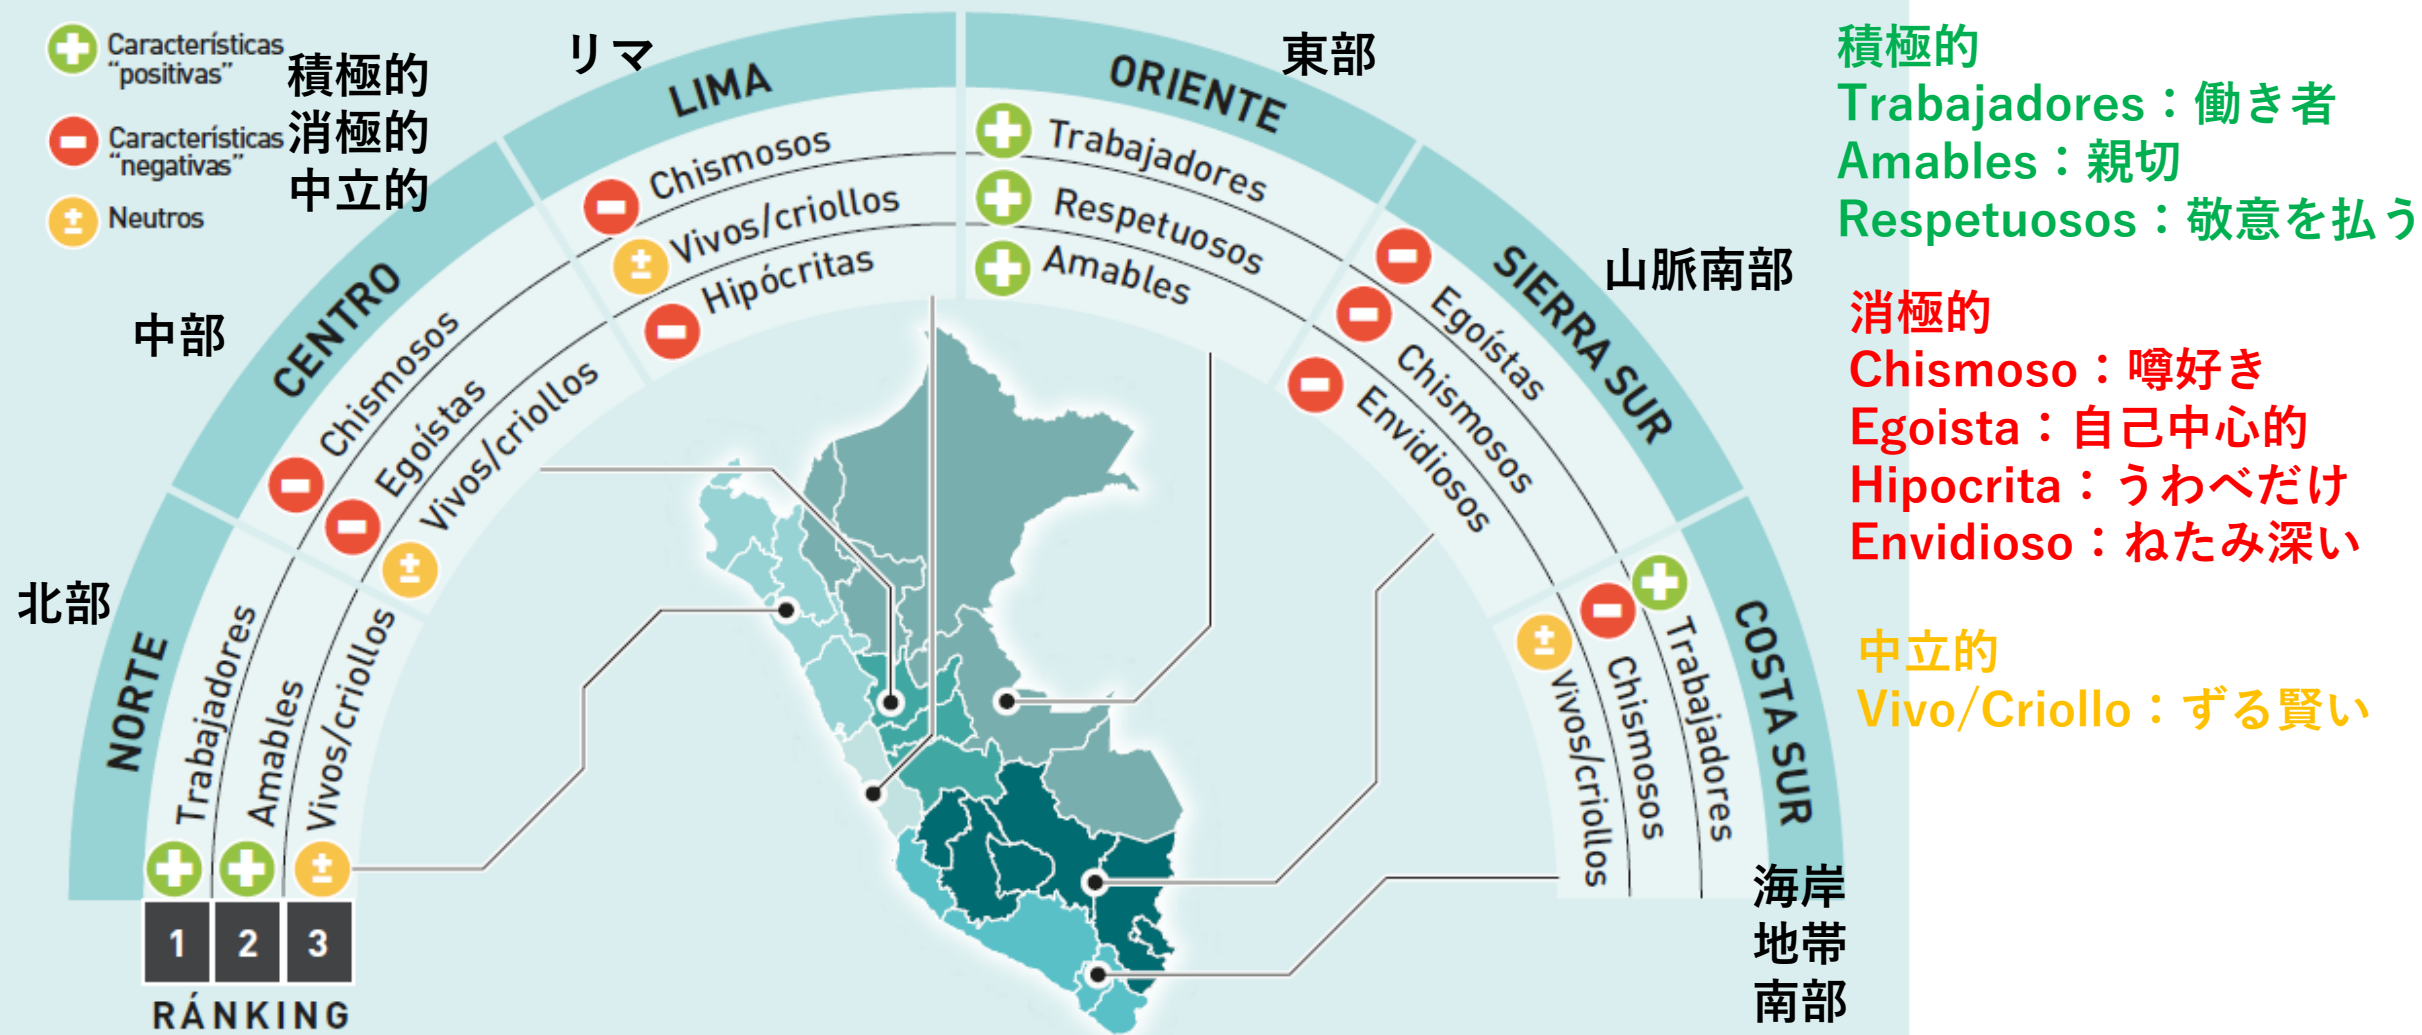 Características
"positivas"
Características
"negativas"
Neutros
積極的
消極的
中立的
リマ
LIMA
Chismosos
Vivos/criollos
Hipócritas
東部
ORIENTE
Trabajadores
Respetuosos
Amables
山脈南部
SIERRA SUR
Egoístas
Chismosos
Envidiosos
中部
CENTRO
Chismosos
Egoístas
Vivos/criollos
北部
NORTE
Trabajadores
Amables
Vivos/criollos
COSTA SUR
Trabajadores
Chismosos
Vivos/criollos
海岸
地帯
南部
1 2 3
RÁNKING
積極的
Trabajadores：働き者
Amables：親切
Respetuosos：敬意を払う
消極的
Chismoso：噂好き
Egoista：自己中心的
Hipocrita：うわべだけ
Envidioso：ねたみ深い
中立的
Vivo/Criollo：ずる賢い